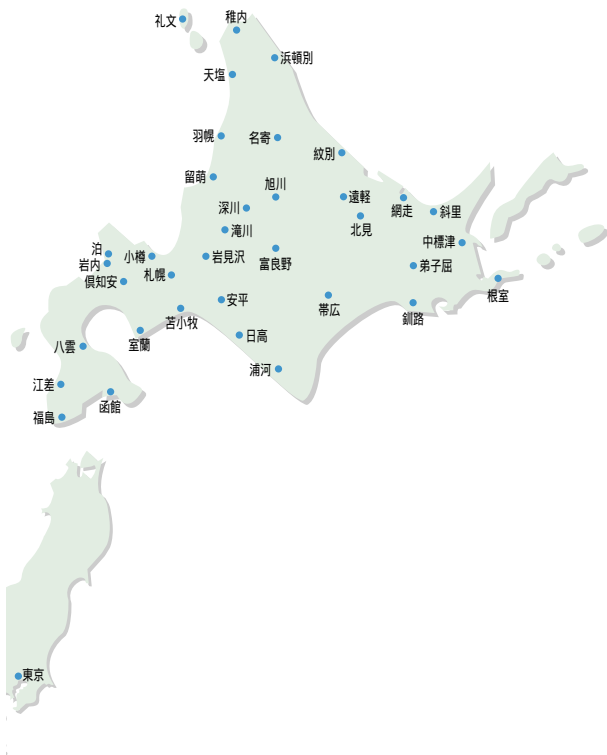 稚内
礼文
浜頓別
天塩
羽幌
名寄
紋別
留萌
旭川
遠軽
深川
網走
斜里
北見
滝川
中標津
泊
小樽
岩見沢
富良野
岩内
弟子屈
札幌
倶知安
根室
安平
帯広
釧路
苫小牧
日高
室蘭
八雲
浦河
江差
函館
福島
東京